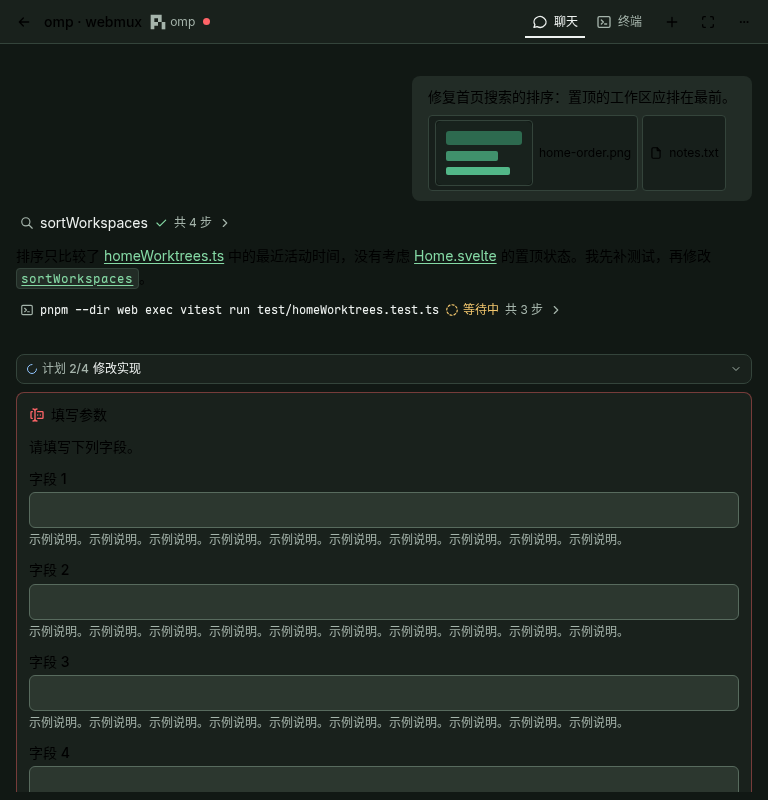 omp · webmux omp 聊天 终端
修复首页搜索的排序：置顶的工作区应排在最前。
home-order.png notes.txt
sortWorkspaces 共 4 步
排序只比较了 homeWorktrees.ts 中的最近活动时间，没有考虑 Home.svelte 的置顶状态。我先补测试，再修改
sortWorkspaces 。
pnpm --dir web exec vitest run test/homeWorktrees.test.ts 等待中 共 3 步
计划 2/4 修改实现
填写参数
请填写下列字段。
字段 1
示例说明。示例说明。示例说明。示例说明。示例说明。示例说明。示例说明。示例说明。示例说明。示例说明。
字段 2
示例说明。示例说明。示例说明。示例说明。示例说明。示例说明。示例说明。示例说明。示例说明。示例说明。
字段 3
示例说明。示例说明。示例说明。示例说明。示例说明。示例说明。示例说明。示例说明。示例说明。示例说明。
字段 4